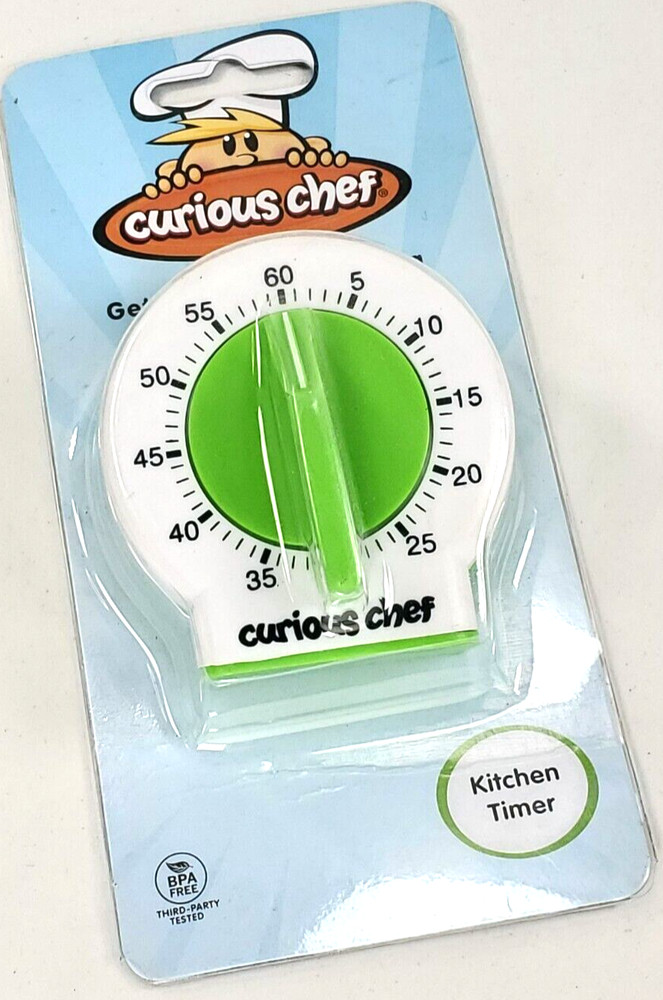 curious chef®
Get
60
5
55
10
50
15
45
20
40
25
35
curious chef
Kitchen
Timer
BPA
FREE
THIRD-PARTY
TESTED